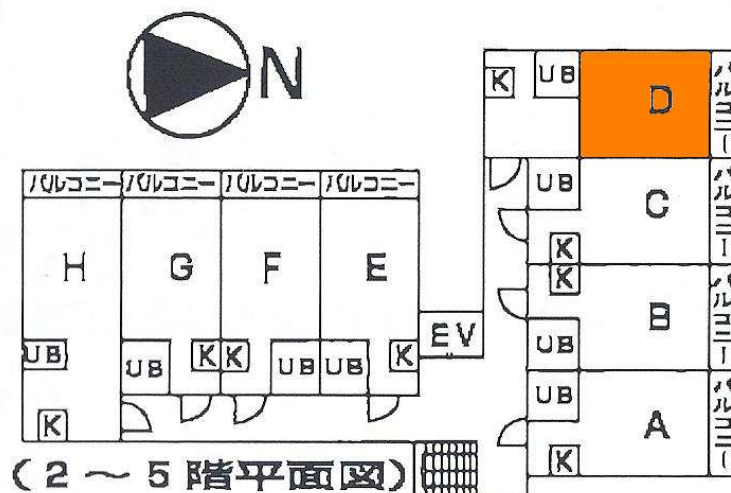 N
K UB D バルコニー
UB C バルコニー
K
K B バルコニー
UB
UB A バルコニー
K
バルコニー バルコニー バルコニー バルコニー
H G F E
EV
UB UB K K UB UB K
K
(2～5階平面図)